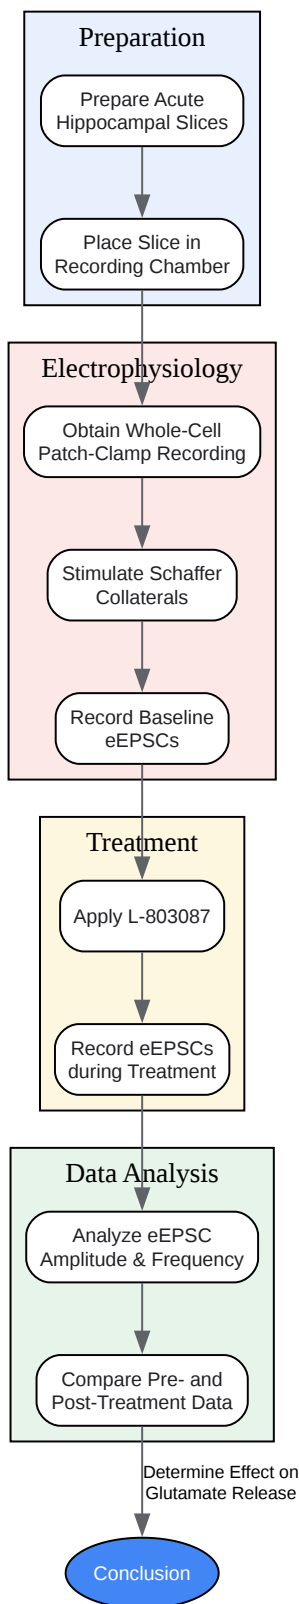 Preparation
Prepare Acute
Hippocampal Slices
Place Slice in
Recording Chamber
Electrophysiology
Obtain Whole-Cell
Patch-Clamp Recording
Stimulate Schaffer
Collaterals
Record Baseline
eEPSCs
Treatment
Apply L-803087
Record eEPSCs
during Treatment
Data Analysis
Analyze eEPSC
Amplitude & Frequency
Compare Pre- and
Post-Treatment Data
Determine Effect on
Glutamate Release
Conclusion